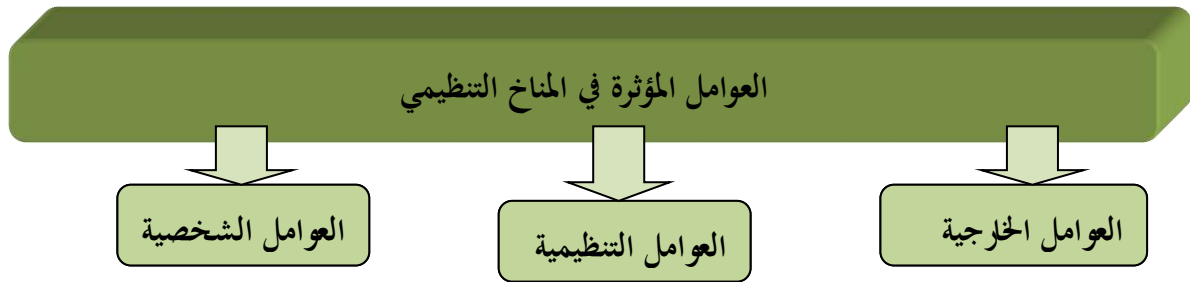 العوامل المؤثرة في المناخ التنظيمي
العوامل الخارجية
العوامل التنظيمية
العوامل الشخصية